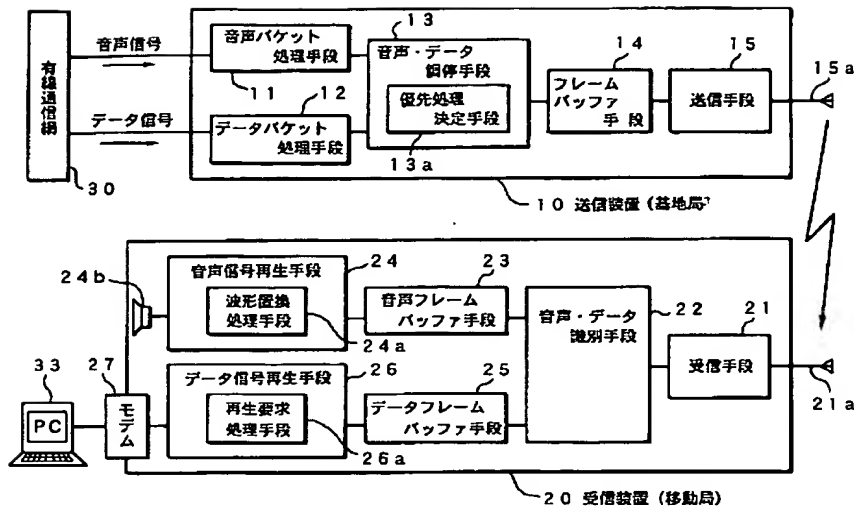 有線通信網
30
音声信号
データ信号
音声パケット
処理手段
11
12
データパケット
処理手段
13
音声・データ
調停手段
優先処理
決定手段
13a
14
フレーム
バッファ
手段
15
送信手段
15a
10 送信装置(基地局)
24b
音声信号再生手段
波形置換
処理手段
24
24a
23
音声フレーム
バッファ手段
音声・データ
識別手段
22
21
受信手段
21a
33
PC
27
モデム
データ信号再生手段
再生要求
処理手段
26
26a
25
データフレーム
バッファ手段
20 受信装置(移動局)